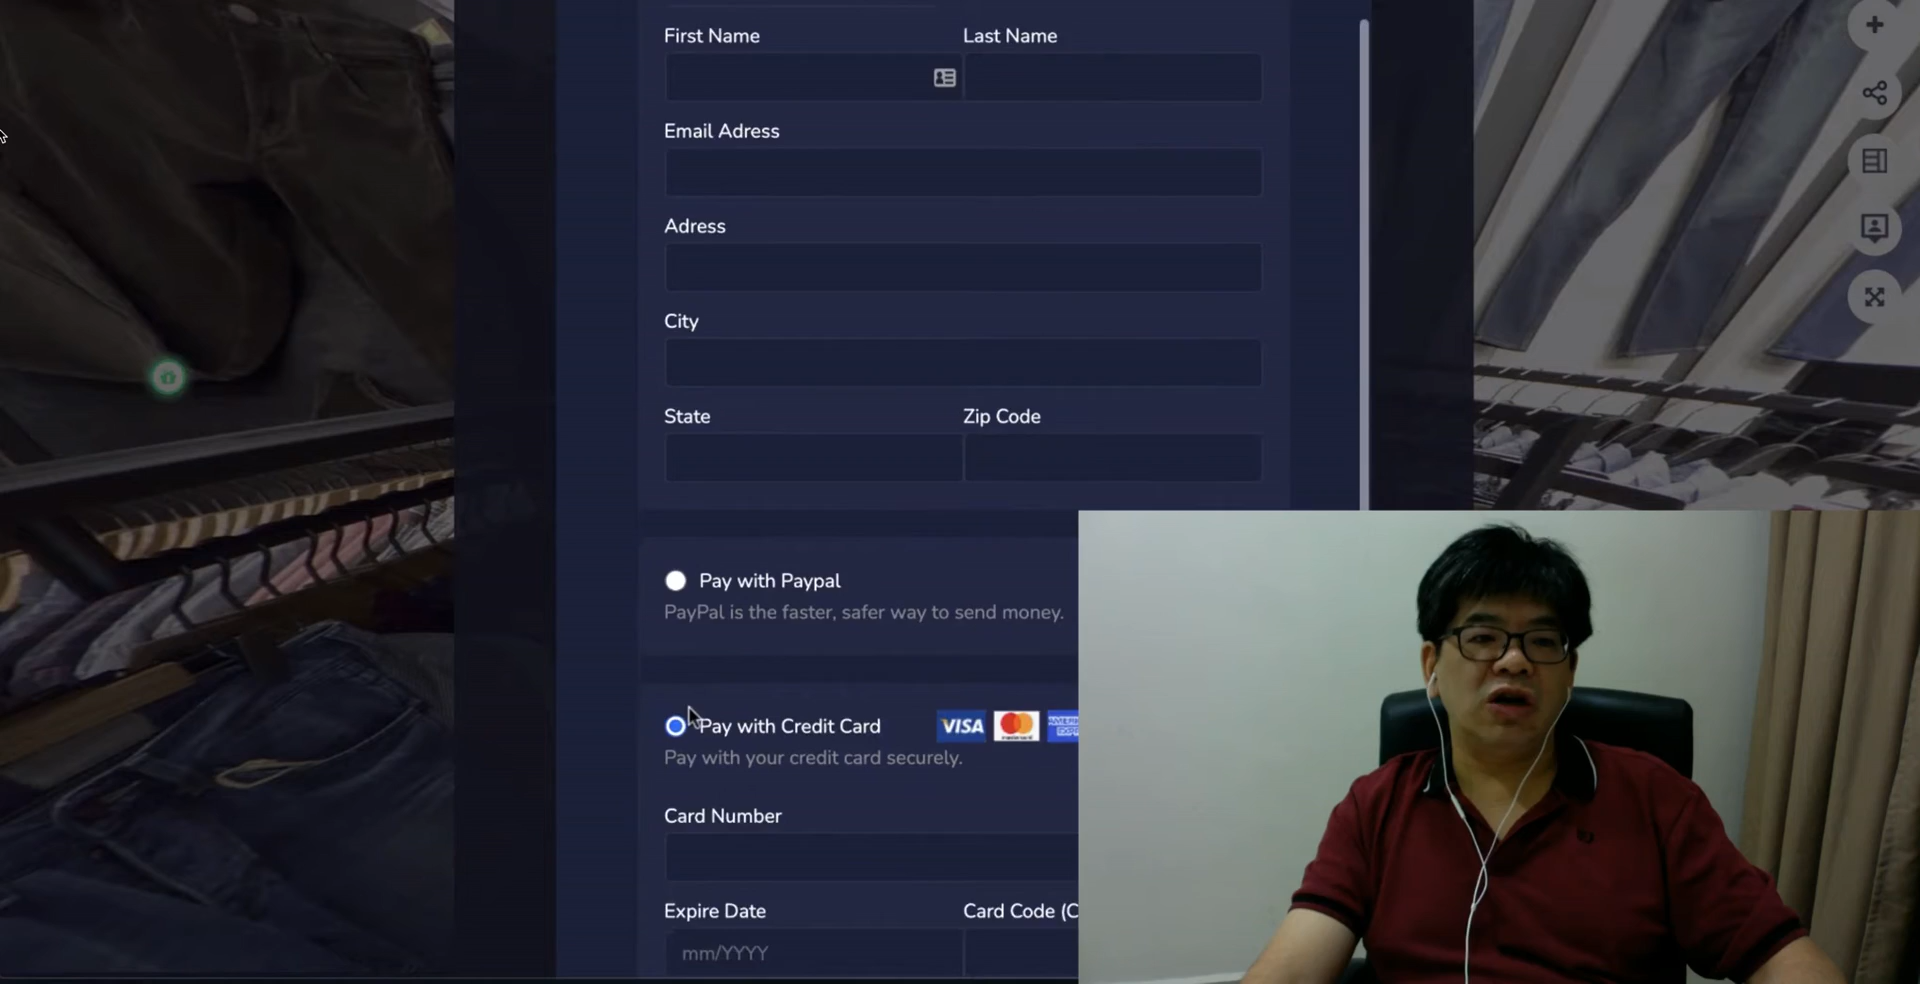 First Name Last Name
Email Adress
Adress
City
State Zip Code
Pay with Paypal
PayPal is the faster, safer way to send money.
Pay with Credit Card VISA
Pay with your credit card securely.
Card Number
Expire Date Card Code (C
mm/YYYY